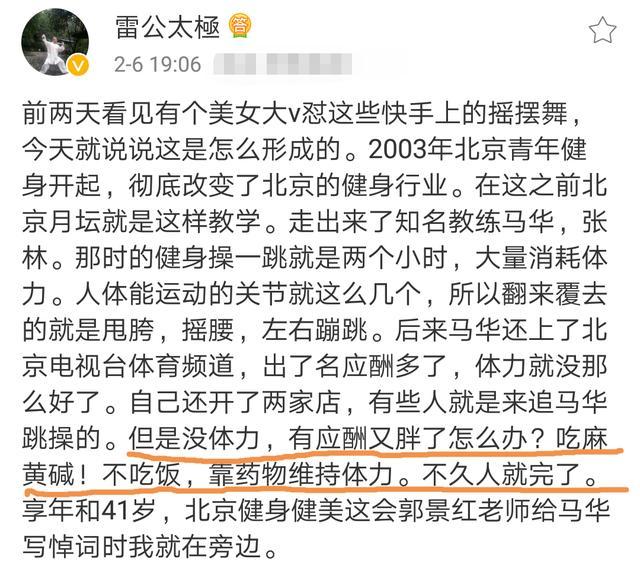 雷公太極 答
2-6 19:06
前两天看见有个美女大v怼这些快手上的摇摆舞，
今天就说说这是怎么形成的。2003年北京青年健
身开起，彻底改变了北京的健身行业。在这之前北
京月坛就是这样教学。走出来了知名教练马华，张
林。那时的健身操一跳就是两个小时，大量消耗体
力。人体能运动的关节就这么几个，所以翻来覆去
的就是甩胯，摇腰，左右蹦跳。后来马华还上了北
京电视台体育频道，出了名应酬多了，体力就没那
么好了。自己还开了两家店，有些人就是来追马华
跳操的。但是没体力，有应酬又胖了怎么办？吃麻
黄碱！不吃饭，靠药物维持体力。不久人就完了。
享年和41岁，北京健身健美这会郭景红老师给马华
写悼词时我就在旁边。